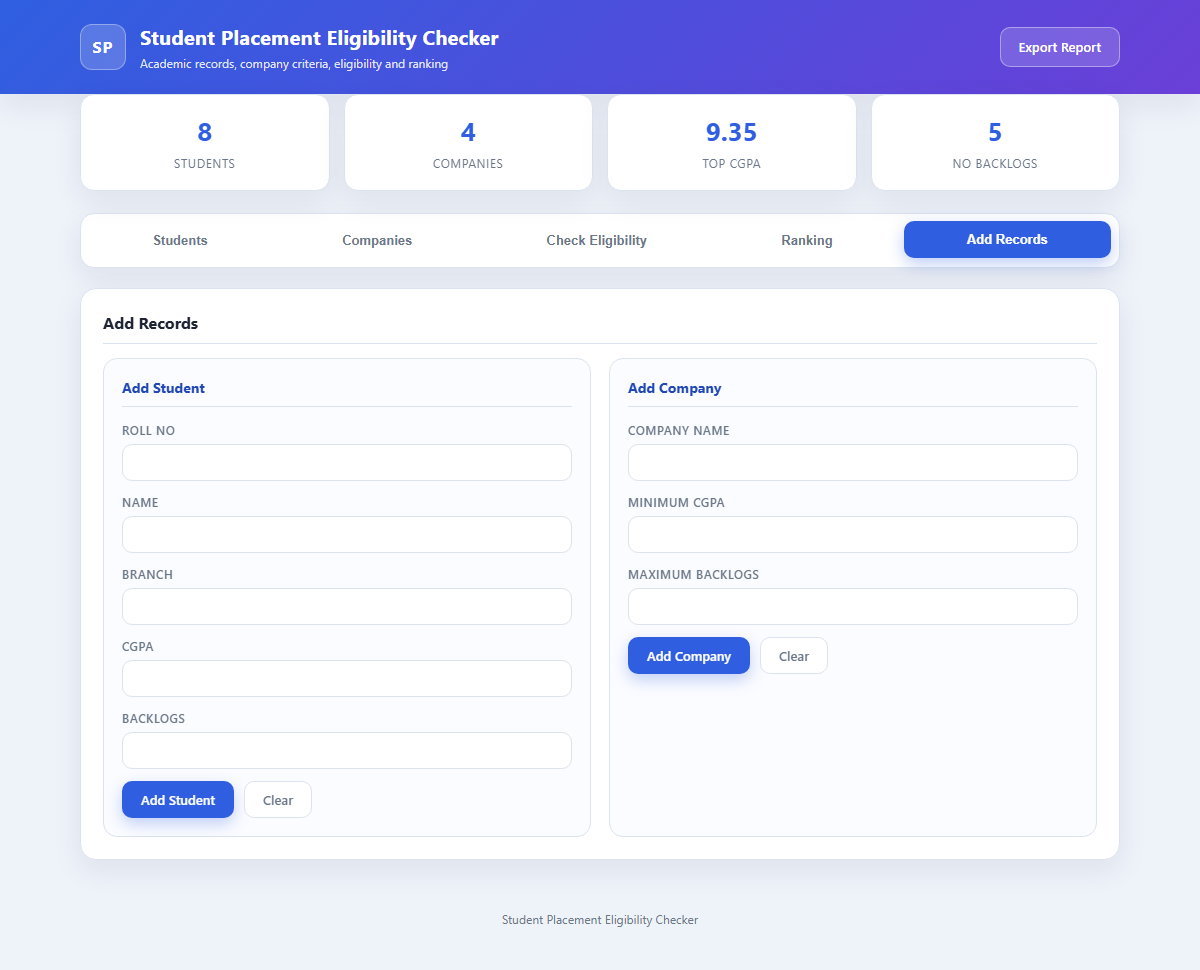 SP
Student Placement Eligibility Checker
Academic records, company criteria, eligibility and ranking
Export Report
8
STUDENTS
4
COMPANIES
9.35
TOP CGPA
5
NO BACKLOGS
Students
Companies
Check Eligibility
Ranking
Add Records
Add Records
Add Student
ROLL NO
NAME
BRANCH
CGPA
BACKLOGS
Add Student
Clear
Add Company
COMPANY NAME
MINIMUM CGPA
MAXIMUM BACKLOGS
Add Company
Clear
Student Placement Eligibility Checker